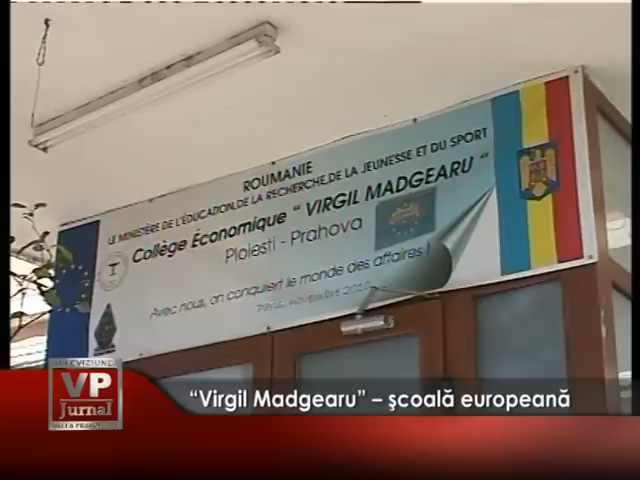 ROUMANIE
LE MINISTÈRE DE L'ÉDUCATION, DE LA RECHERCHE, DE LA JEUNESSE ET DU SPORT
Collège Économique " VIRGIL MADGEARU "
Ploiesti - Prahova
Avec nous, on conquiert le monde des affaires !
VP
Jurnal
"Virgil Madgearu" – şcoală europeană